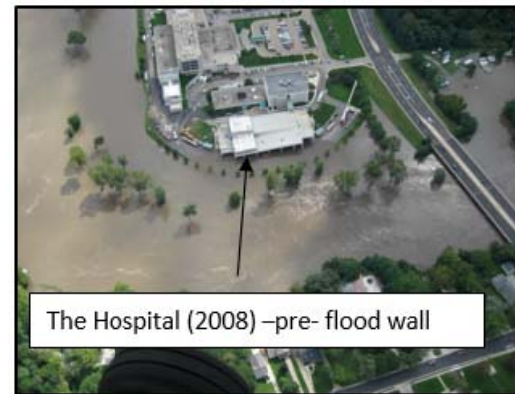 The Hospital (2008) –pre- flood wall